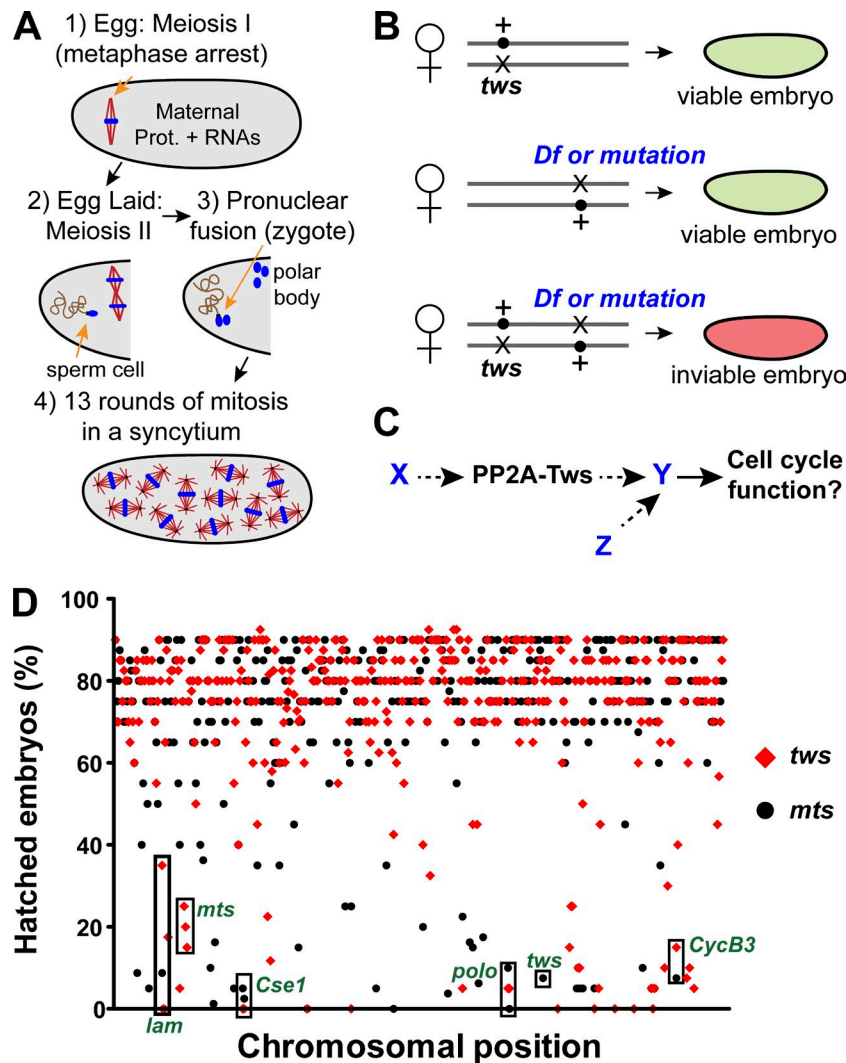 A
1) Egg: Meiosis I
(metaphase arrest)
Maternal
Prot. + RNAs
2) Egg Laid:
Meiosis II
3) Pronuclear
fusion (zygote)
polar
body
sperm cell
4) 13 rounds of mitosis
in a syncytium
B
+
X
tws
viable embryo
Df or mutation
X
+
viable embryo
Df or mutation
+
X
X
tws
+
inviable embryo
C
X
PP2A-Tws
Y
Cell cycle
function?
Z
D
Hatched embryos (%)
100
80
60
40
20
0
lam
mts
Cse1
polo
tws
CycB3
tws
mts
Chromosomal position